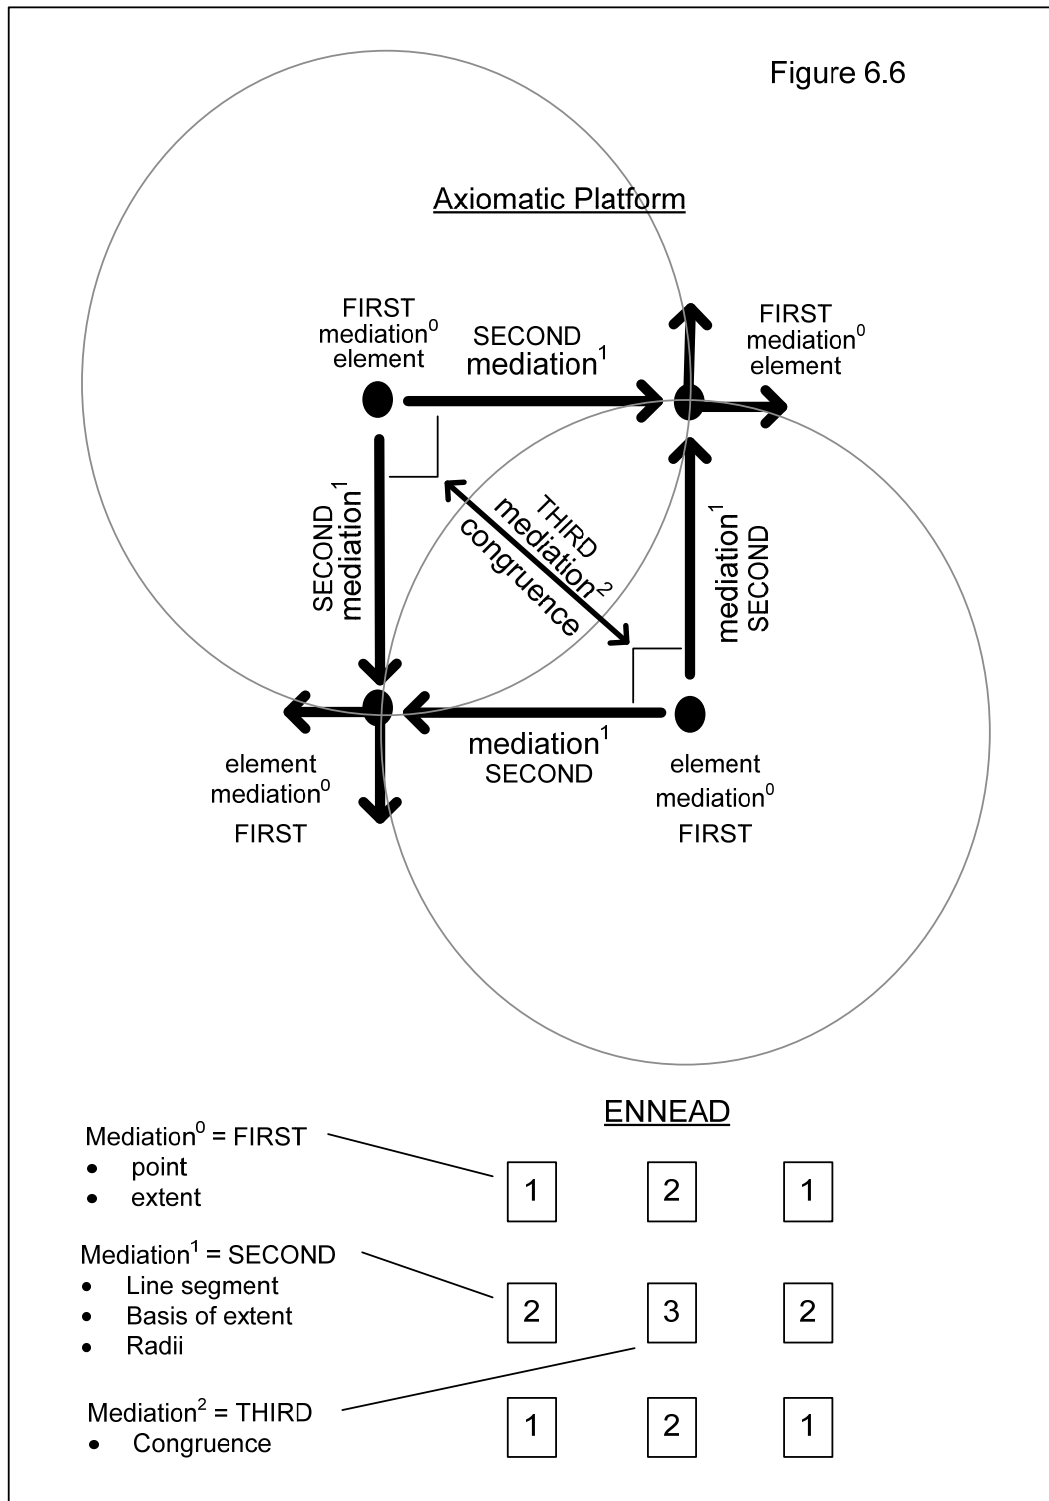 Figure 6.6
Axiomatic Platform
FIRST
mediation⁰
element
SECOND
mediation¹
FIRST
mediation⁰
element
SECOND
mediation¹
THIRD
mediation²
congruence
mediation¹
SECOND
mediation¹
SECOND
element
mediation⁰
FIRST
element
mediation⁰
FIRST
ENNEAD
Mediation⁰ = FIRST
• point
• extent
1 2 1
Mediation¹ = SECOND
• Line segment
• Basis of extent
• Radii
2 3 2
Mediation² = THIRD
• Congruence
1 2 1